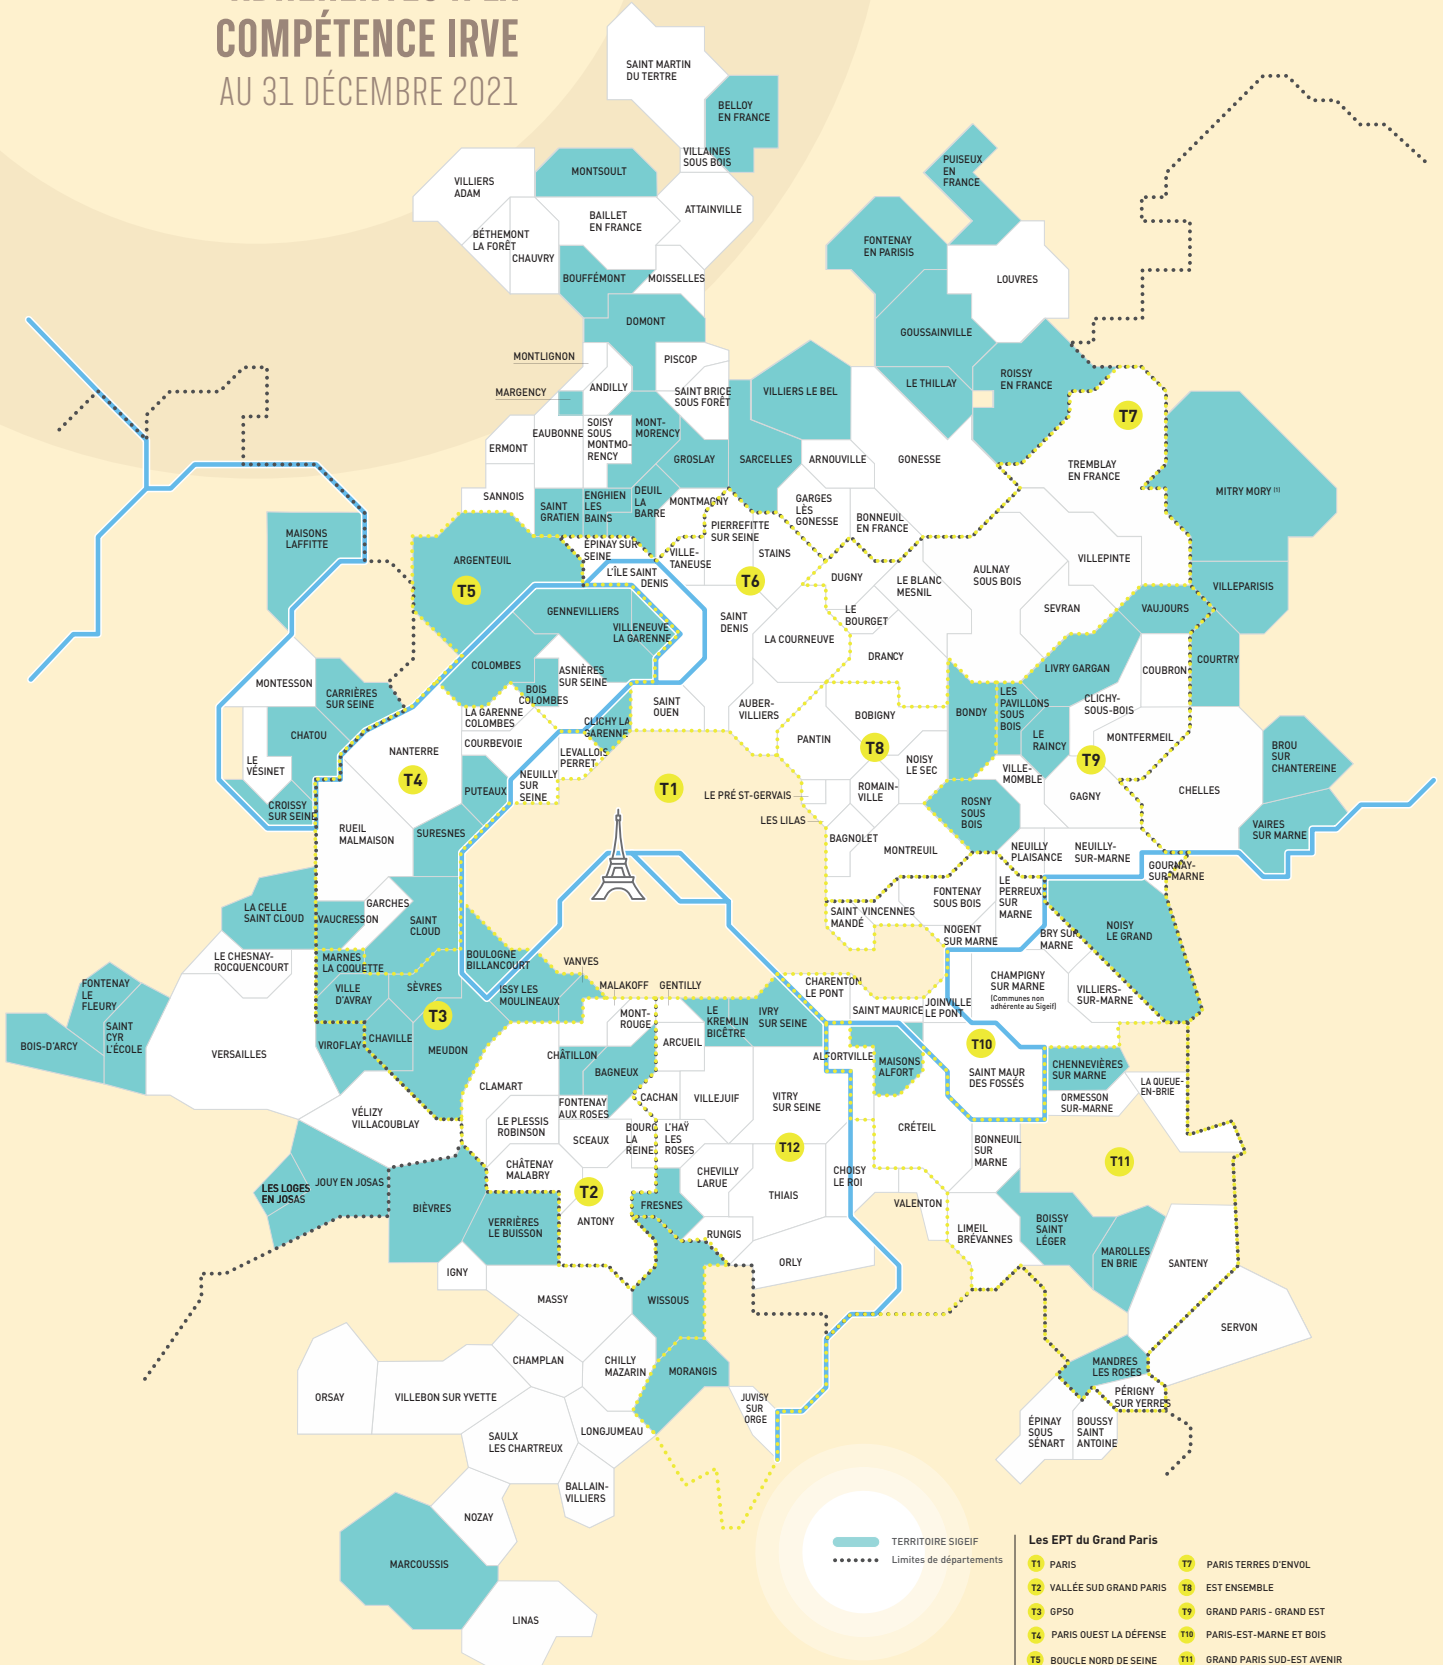 COMPÉTENCE IRVE
AU 31 DÉCEMBRE 2021
SAINT MARTIN
DU TERTRE
BELLOY
EN FRANCE
VILLAINES
SOUS BOIS
MONTSOULT
VILLIERS
ADAM
ATTAINVILLE
BAILLET
EN FRANCE
BÉTHEMONT
LA FORÊT
CHAUVRY
BOUFFÉMONT
MOISSELLES
PUISEUX
EN
FRANCE
FONTENAY
EN PARISIS
LOUVRES
GOUSSAINVILLE
DOMONT
MONTLIGNON
PISCOP
MARGENCY
ANDILLY
SAINT BRICE
SOUS FORÊT
VILLIERS LE BEL
LE THILLAY
ROISSY
EN FRANCE
T7
EAUBONNE
SOISY
SOUS
MONTMO-
RENCY
MONT-
MORENCY
ERMONT
GROSLAY
SARCELLES
ARNOUVILLE
GONESSE
TREMBLAY
EN FRANCE
MITRY MORY (1)
SANNOIS
SAINT
GRATIEN
ENGHIEN
LES
BAINS
DEUIL
LA
BARRE
MONTMAGNY
GARGES
LÈS
GONESSE
BONNEUIL
EN FRANCE
PIERREFITTE
SUR SEINE
MAISONS
LAFFITTE
ARGENTEUIL
T5
ÉPINAY SUR
SEINE
VILLE-
TANEUSE
STAINS
T6
L'ÎLE SAINT
DENIS
DUGNY
LE BLANC
MESNIL
AULNAY
SOUS BOIS
VILLEPINTE
VILLEPARISIS
SEVRAN
VAUJOURS
GENNEVILLIERS
VILLENEUVE
LA GARENNE
SAINT
DENIS
LE
BOURGET
LA COURNEUVE
DRANCY
COLOMBES
ASNIÈRES
SUR SEINE
BOIS
COLOMBES
MONTESSON
CARRIÈRES
SUR SEINE
LIVRY GARGAN
COUBRON
COURTRY
LA GARENNE
COLOMBES
CLICHY LA
GARENNE
SAINT
OUEN
AUBER-
VILLIERS
BOBIGNY
BONDY
LES
PAVILLONS
SOUS
BOIS
CLICHY-
SOUS-BOIS
CHATOU
COURBEVOIE
LEVALLOIS
PERRET
PANTIN
T8
LE
RAINCY
MONTFERMEIL
T9
BROU
SUR
CHANTEREINE
LE
VÉSINET
NANTERRE
T4
NEUILLY
SUR
SEINE
PUTEAUX
T1
NOISY
LE SEC
VILLE-
MOMBLE
GAGNY
CHELLES
CROISSY
SUR SEINE
LE PRÉ ST-GERVAIS
ROMAIN-
VILLE
ROSNY
SOUS
BOIS
LES LILAS
RUEIL
MALMAISON
SURESNES
BAGNOLET
MONTREUIL
NEUILLY
PLAISANCE
NEUILLY-
SUR-MARNE
VAIRES
SUR MARNE
GOURNAY-
SUR-MARNE
GARCHES
LA CELLE
SAINT CLOUD
VAUCRESSON
SAINT
CLOUD
SAINT
MANDÉ
VINCENNES
FONTENAY
SOUS BOIS
LE
PERREUX
SUR
MARNE
NOGENT
SUR MARNE
BRY SUR
MARNE
NOISY
LE GRAND
LE CHESNAY-
ROCQUENCOURT
MARNES
LA COQUETTE
BOULOGNE
BILLANCOURT
VANVES
FONTENAY
LE
FLEURY
VILLE
D'AVRAY
SÈVRES
T3
ISSY LES
MOULINEAUX
MALAKOFF
GENTILLY
CHARENTON
LE PONT
CHAMPIGNY
SUR MARNE
(Communes non
adhérente au Sigeif)
VILLIERS-
SUR-MARNE
SAINT
CYR
L'ÉCOLE
BOIS-D'ARCY
VERSAILLES
VIROFLAY
CHAVILLE
MEUDON
MONT-
ROUGE
LE
KREMLIN
BICÊTRE
IVRY
SUR SEINE
SAINT MAURICE
JOINVILLE
LE PONT
T10
ARCUEIL
CHÂTILLON
BAGNEUX
ALFORTVILLE
MAISONS
ALFORT
SAINT MAUR
DES FOSSÉS
CHENNEVIÈRES
SUR MARNE
LA QUEUE-
EN-BRIE
ORMESSON
SUR-MARNE
CLAMART
CACHAN
VILLEJUIF
VITRY
SUR SEINE
VÉLIZY
VILLACOUBLAY
FONTENAY
AUX ROSES
LE PLESSIS
ROBINSON
SCEAUX
BOURG
LA
REINE
L'HAŸ
LES
ROSES
CRÉTEIL
BONNEUIL
SUR
MARNE
T12
T11
CHÂTENAY
MALABRY
CHEVILLY
LARUE
CHOISY
LE ROI
JOUY EN JOSAS
LES LOGES
EN JOSAS
T2
THIAIS
VALENTON
BIÈVRES
VERRIÈRES
LE BUISSON
ANTONY
FRESNES
RUNGIS
LIMEIL
BRÉVANNES
BOISSY
SAINT
LÉGER
MAROLLES
EN BRIE
SANTENY
IGNY
ORLY
MASSY
WISSOUS
SERVON
CHAMPLAN
CHILLY
MAZARIN
MORANGIS
MANDRES
LES ROSES
ORSAY
VILLEBON SUR YVETTE
JUVISY
SUR
ORGE
PÉRIGNY
SUR YERRES
SAULX
LES CHARTREUX
LONGJUMEAU
ÉPINAY
SOUS
SÉNART
BOUSSY
SAINT
ANTOINE
BALLAIN-
VILLIERS
NOZAY
MARCOUSSIS
LINAS
TERRITOIRE SIGEIF
Limites de départements
Les EPT du Grand Paris
T1 PARIS
T2 VALLÉE SUD GRAND PARIS
T3 GPSO
T4 PARIS OUEST LA DÉFENSE
T5 BOUCLE NORD DE SEINE
T7 PARIS TERRES D'ENVOL
T8 EST ENSEMBLE
T9 GRAND PARIS - GRAND EST
T10 PARIS-EST-MARNE ET BOIS
T11 GRAND PARIS SUD-EST AVENIR